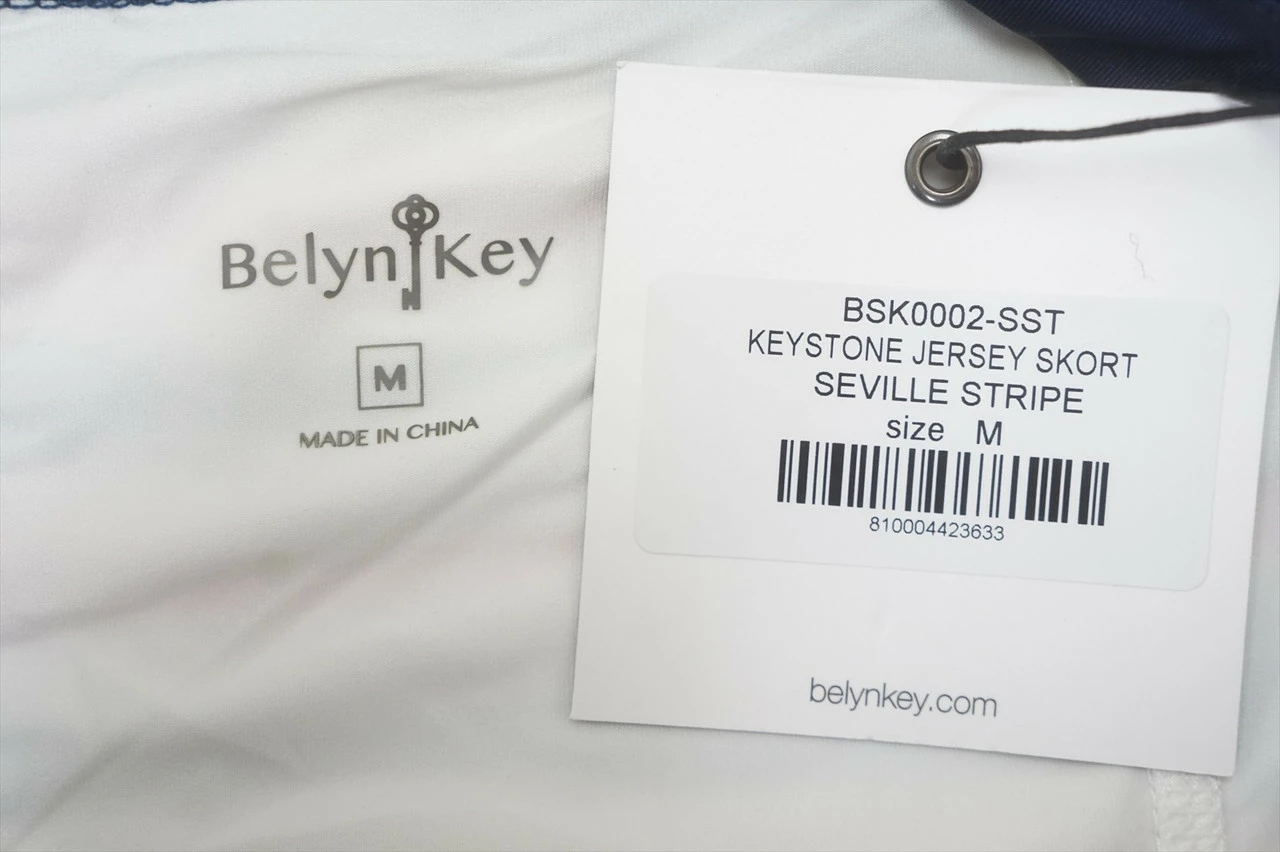 Belyn Key
M
MADE IN CHINA
BSK0002-SST
KEYSTONE JERSEY SKORT
SEVILLE STRIPE
size M
810004423633
belynkey.com